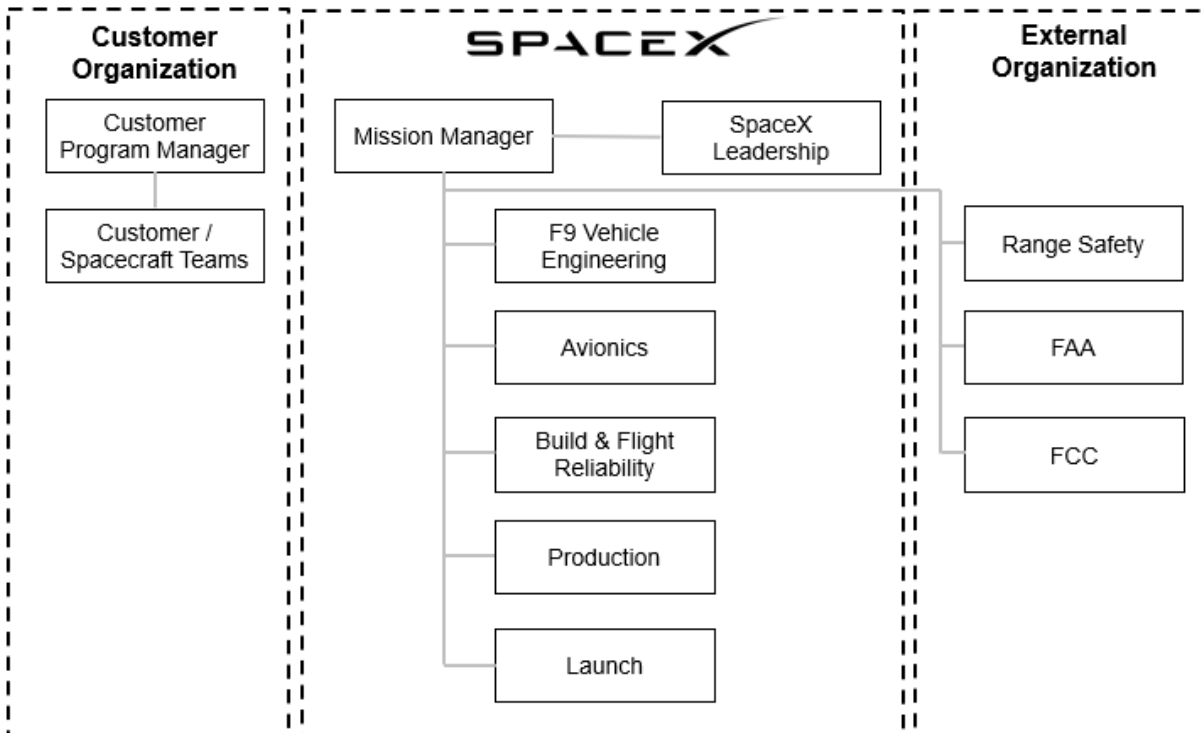 Customer
Organization
SPACEX
External
Organization
Customer
Program Manager
Mission Manager
SpaceX
Leadership
Customer /
Spacecraft Teams
F9 Vehicle
Engineering
Range Safety
Avionics
FAA
Build & Flight
Reliability
FCC
Production
Launch